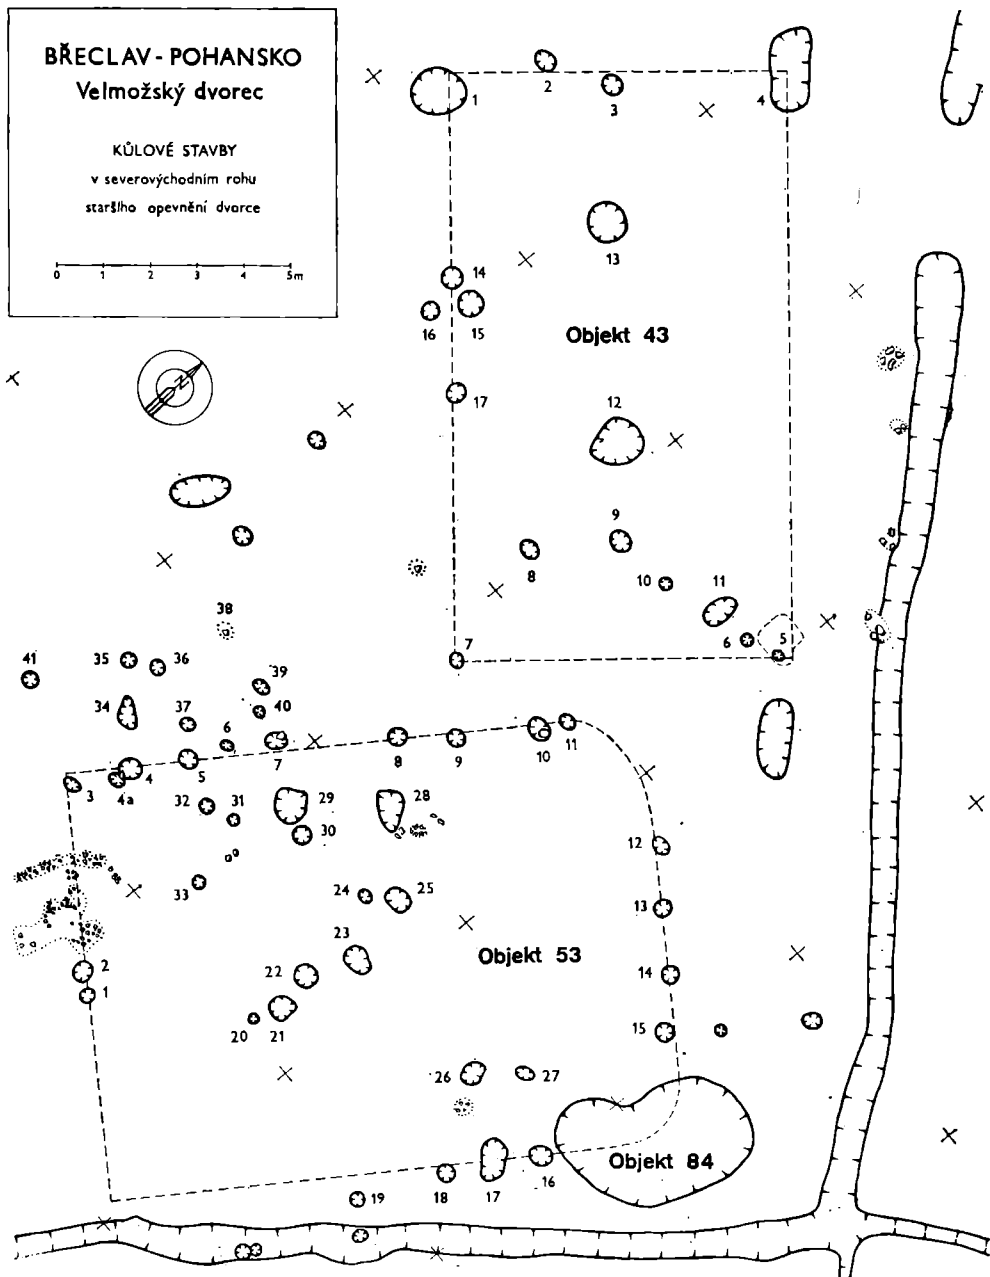 BŘECLAV - POHANSKO
Velmožský dvorec
KŮLOVÉ STAVBY
v severovýchodním rohu
staršího opevnění dvorce
0 1 2 3 4 5m
N
1 2 3 4
13
14
16 15
Objekt 43
17 12
9
8 10 11
6 5
7
38
41 35 36
39
34 37 40
6
3 4a 4 5 7 8 9 10 11
32 31 29 28
30
12
33 24 25
13
23
Objekt 53
2 22 14
1
20 21 15
26 27
Objekt 84
19 18 17 16